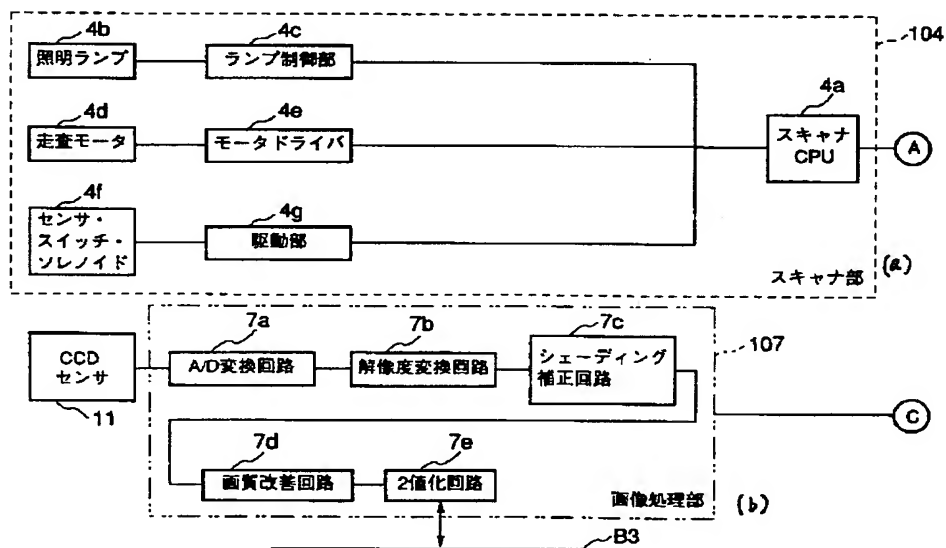 4b
照明ランプ
4c
ランプ制御部
104
4d
走査モータ
4e
モータドライバ
4a
スキャナ
CPU
A
4f
センサ・
スイッチ・
ソレノイド
4g
駆動部
スキャナ部
(a)
CCD
センサ
11
7a
A/D変換回路
7b
解像度変換回路
7c
シェーディング
補正回路
107
C
7d
画質改善回路
7e
2値化回路
画像処理部
(b)
B3